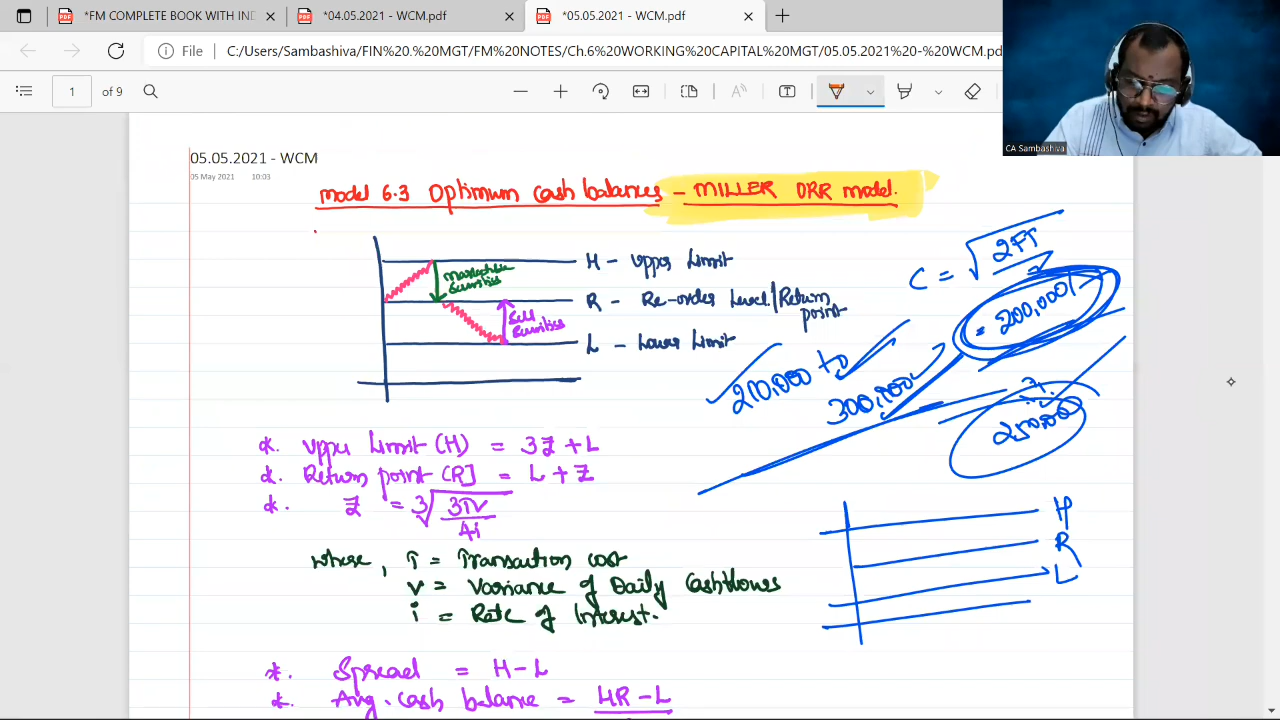 *FM COMPLETE BOOK WITH IND
*04.05.2021 - WCM.pdf
*05.05.2021 - WCM.pdf
File
C:/Users/Sambashiva/FIN%20.%20MGT/FM%20NOTES/Ch.6%20WORKING%20CAPITAL%20MGT/05.05.2021%20-%20WCM.pd
1 of 9
CA Sambashiva
05.05.2021 - WCM
05 May 2021 10:03
Model 6.3 Optimum Cash balances - MILLER ORR model.
H - Upper Limit
R - Re-order Level/Return point
Sell Securities
L - Lower Limit
C = √2FT
= 200,000/-
200,000 to
300,000
250,000
*. Upper Limit (H) = 3Z+L
*. Return point (R] = L+Z
*. Z = 3√3TV
4i
H
R
L
where, T = Transaction cost
V = Variance of Daily Cashflows
i = Rate of Interest.
*. Spread = H-L
*. Avg. cash balance = 4R-L